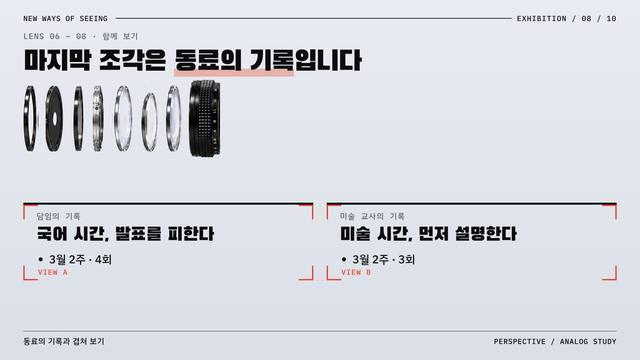 NEW WAYS OF SEEING
EXHIBITION / 08 / 10
LENS 06 – 08 · 함께 보기
마지막 조각은 동료의 기록입니다
담임의 기록
국어 시간, 발표를 피한다
• 3월 2주 · 4회
VIEW A
미술 교사의 기록
미술 시간, 먼저 설명한다
• 3월 2주 · 3회
VIEW B
동료의 기록과 겹쳐 보기
PERSPECTIVE / ANALOG STUDY